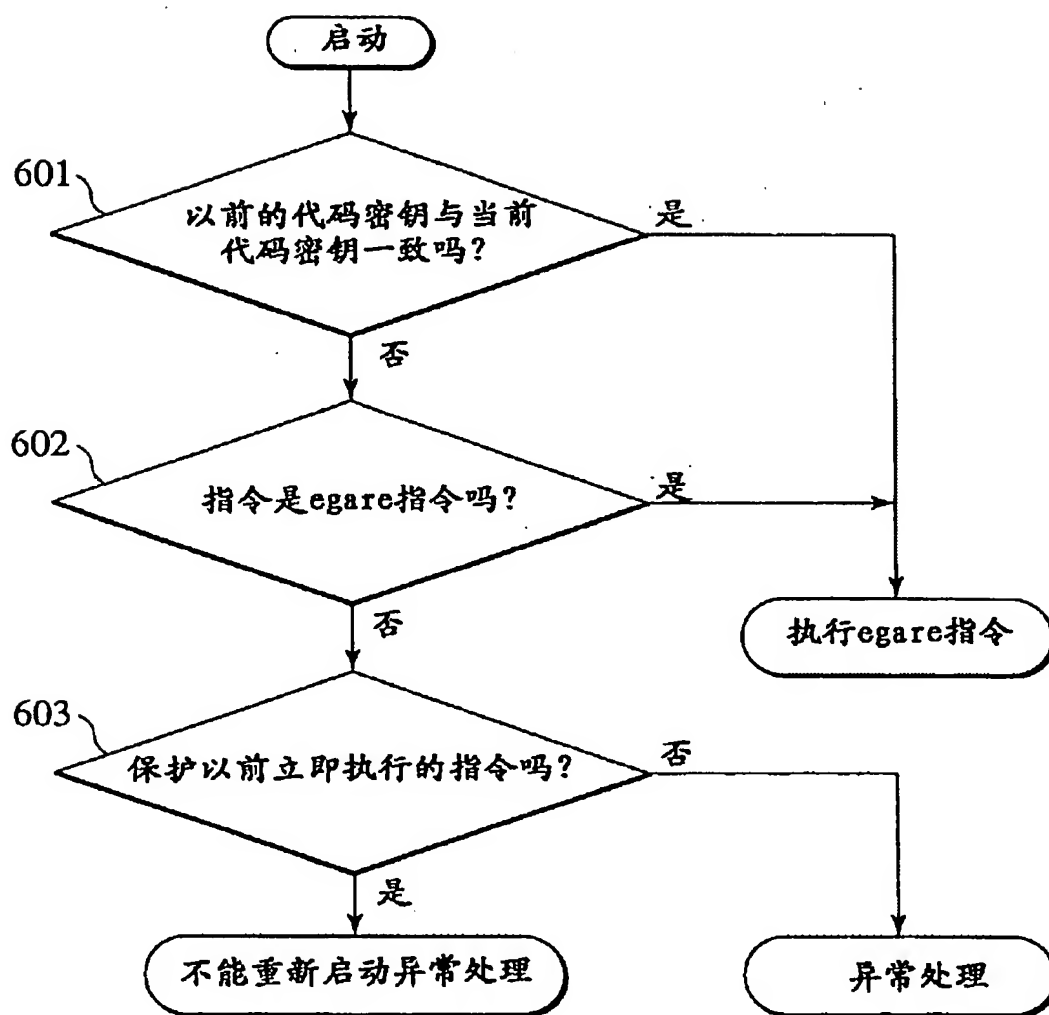 启动
601
以前的代码密钥与当前
代码密钥一致吗?
是
否
602
指令是egare指令吗?
是
否
执行egare指令
603
保护以前立即执行的指令吗?
否
是
不能重新启动异常处理
异常处理